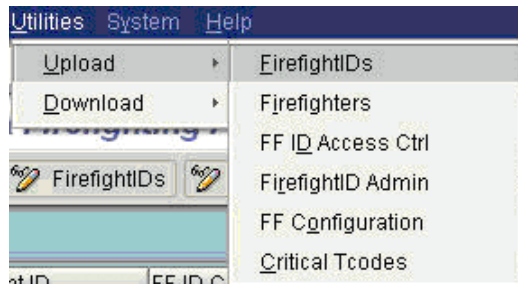 Utilities System Help
Upload FirefightIDs
Download Firefighters
FF ID Access Ctrl
FirefightIDs FirefightID Admin
FF Configuration
Critical Tcodes